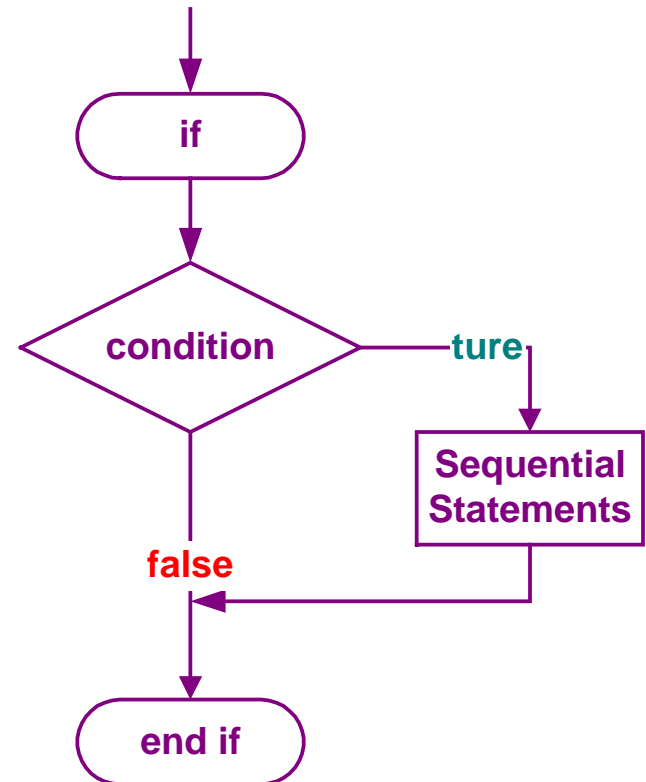 if
condition
ture
Sequential
Statements
false
end if